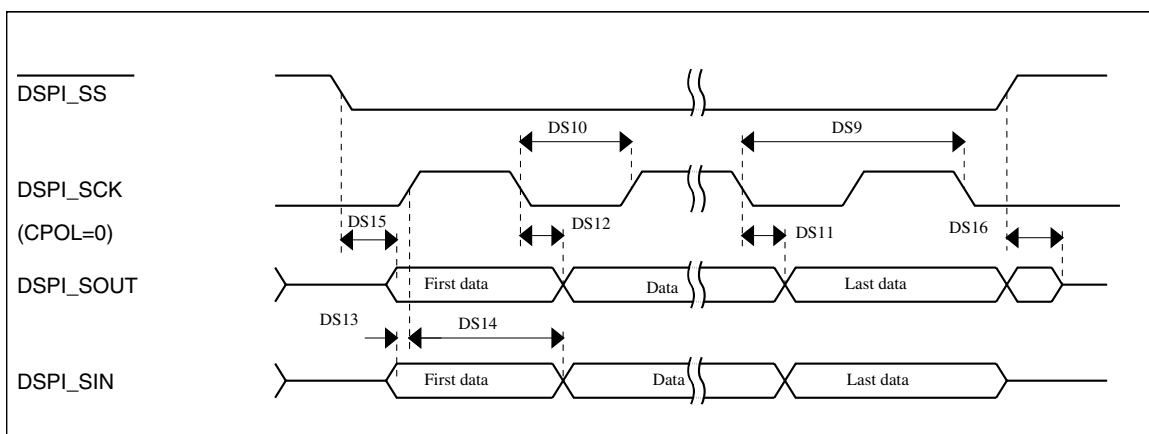 DSPI_SS
DS10
DS9
DSPI_SCK
(CPOL=0)
DS15
DS12
DS11
DS16
DSPI_SOUT
First data
Data
Last data
DS13
DS14
DSPI_SIN
First data
Data
Last data